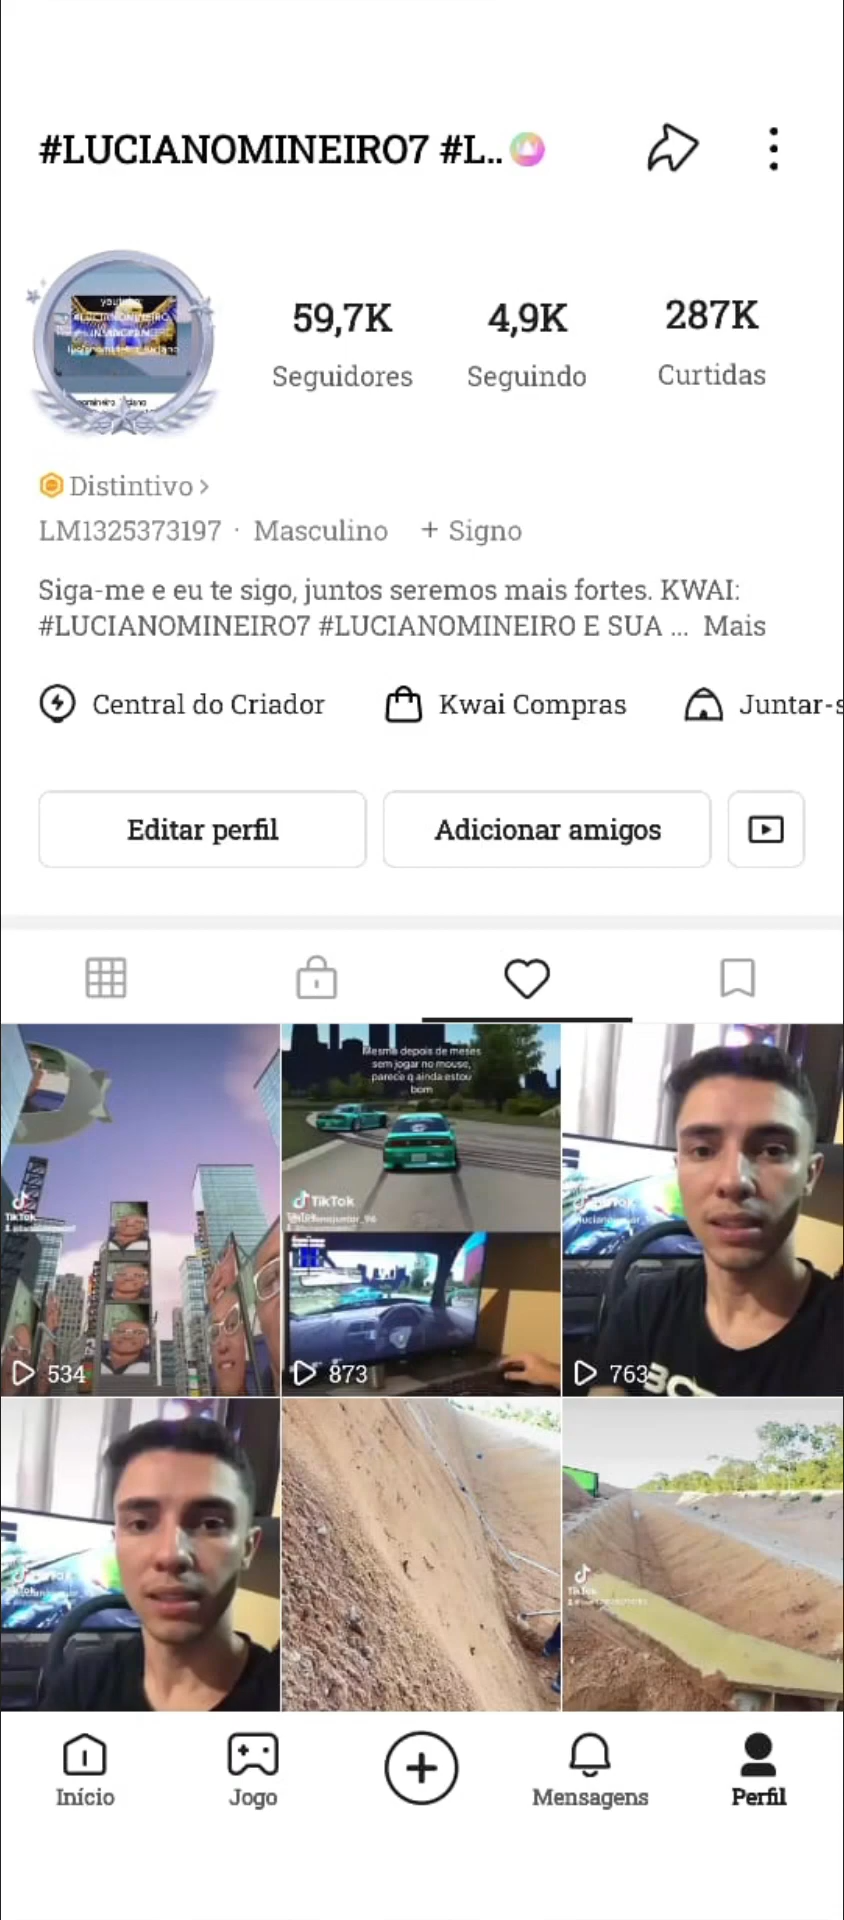 #LUCIANOMINEIRO7 #L..
59,7K
4,9K
287K
Seguidores
Seguindo
Curtidas
Distintivo >
LM1325373197 · Masculino + Signo
Siga-me e eu te sigo, juntos seremos mais fortes. KWAI:
#LUCIANOMINEIRO7 #LUCIANOMINEIRO E SUA ... Mais
Central do Criador
Kwai Compras
Juntar-s
Editar perfil
Adicionar amigos
Mesmo depois de meses
sem jogar no mouse,
parece q ainda estou
bom
TikTok
TikTok
534
873
763
TikTok
Início
Jogo
Mensagens
Perfil